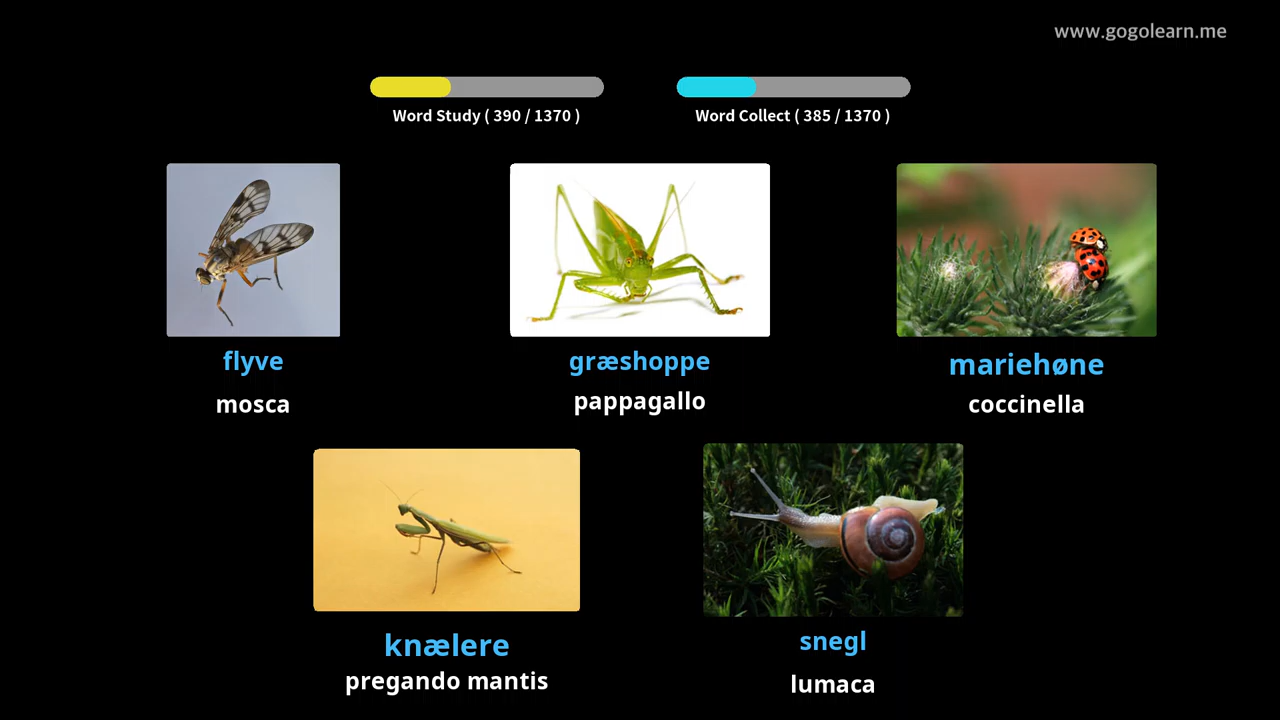 www.gogolearn.me
Word Study ( 390 / 1370 )
Word Collect ( 385 / 1370 )
flyve
mosca
græshoppe
pappagallo
mariehøne
coccinella
knælere
pregando mantis
snegl
lumaca